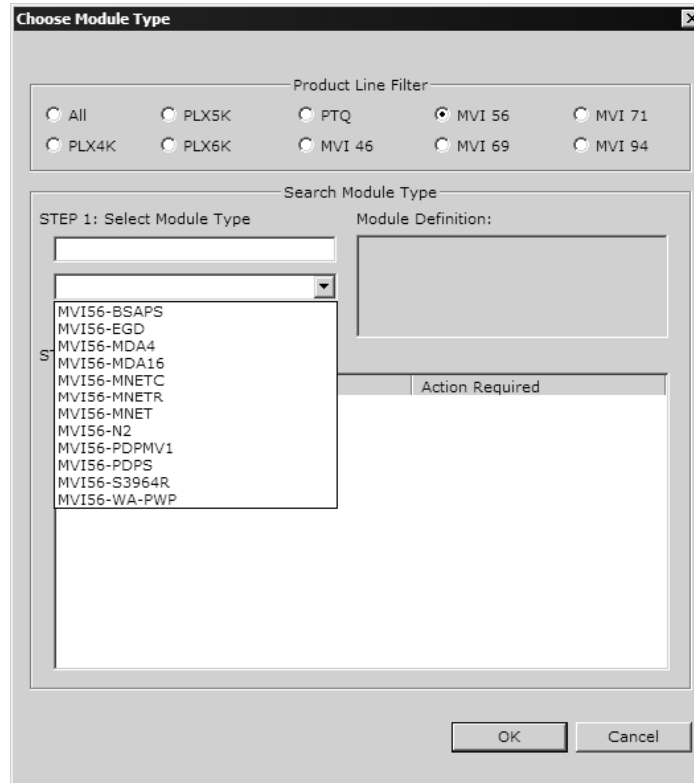 Choose Module Type
Product Line Filter
All
PLX5K
PTQ
MVI 56
MVI 71
PLX4K
PLX6K
MVI 46
MVI 69
MVI 94
Search Module Type
STEP 1: Select Module Type
Module Definition:
MVI56-BSAPS
MVI56-EGD
MVI56-MDA4
MVI56-MDA16
MVI56-MNETC
MVI56-MNETR
MVI56-MNET
MVI56-N2
MVI56-PDPMV1
MVI56-PDPS
MVI56-S3964R
MVI56-WA-PWP
Action Required
OK
Cancel